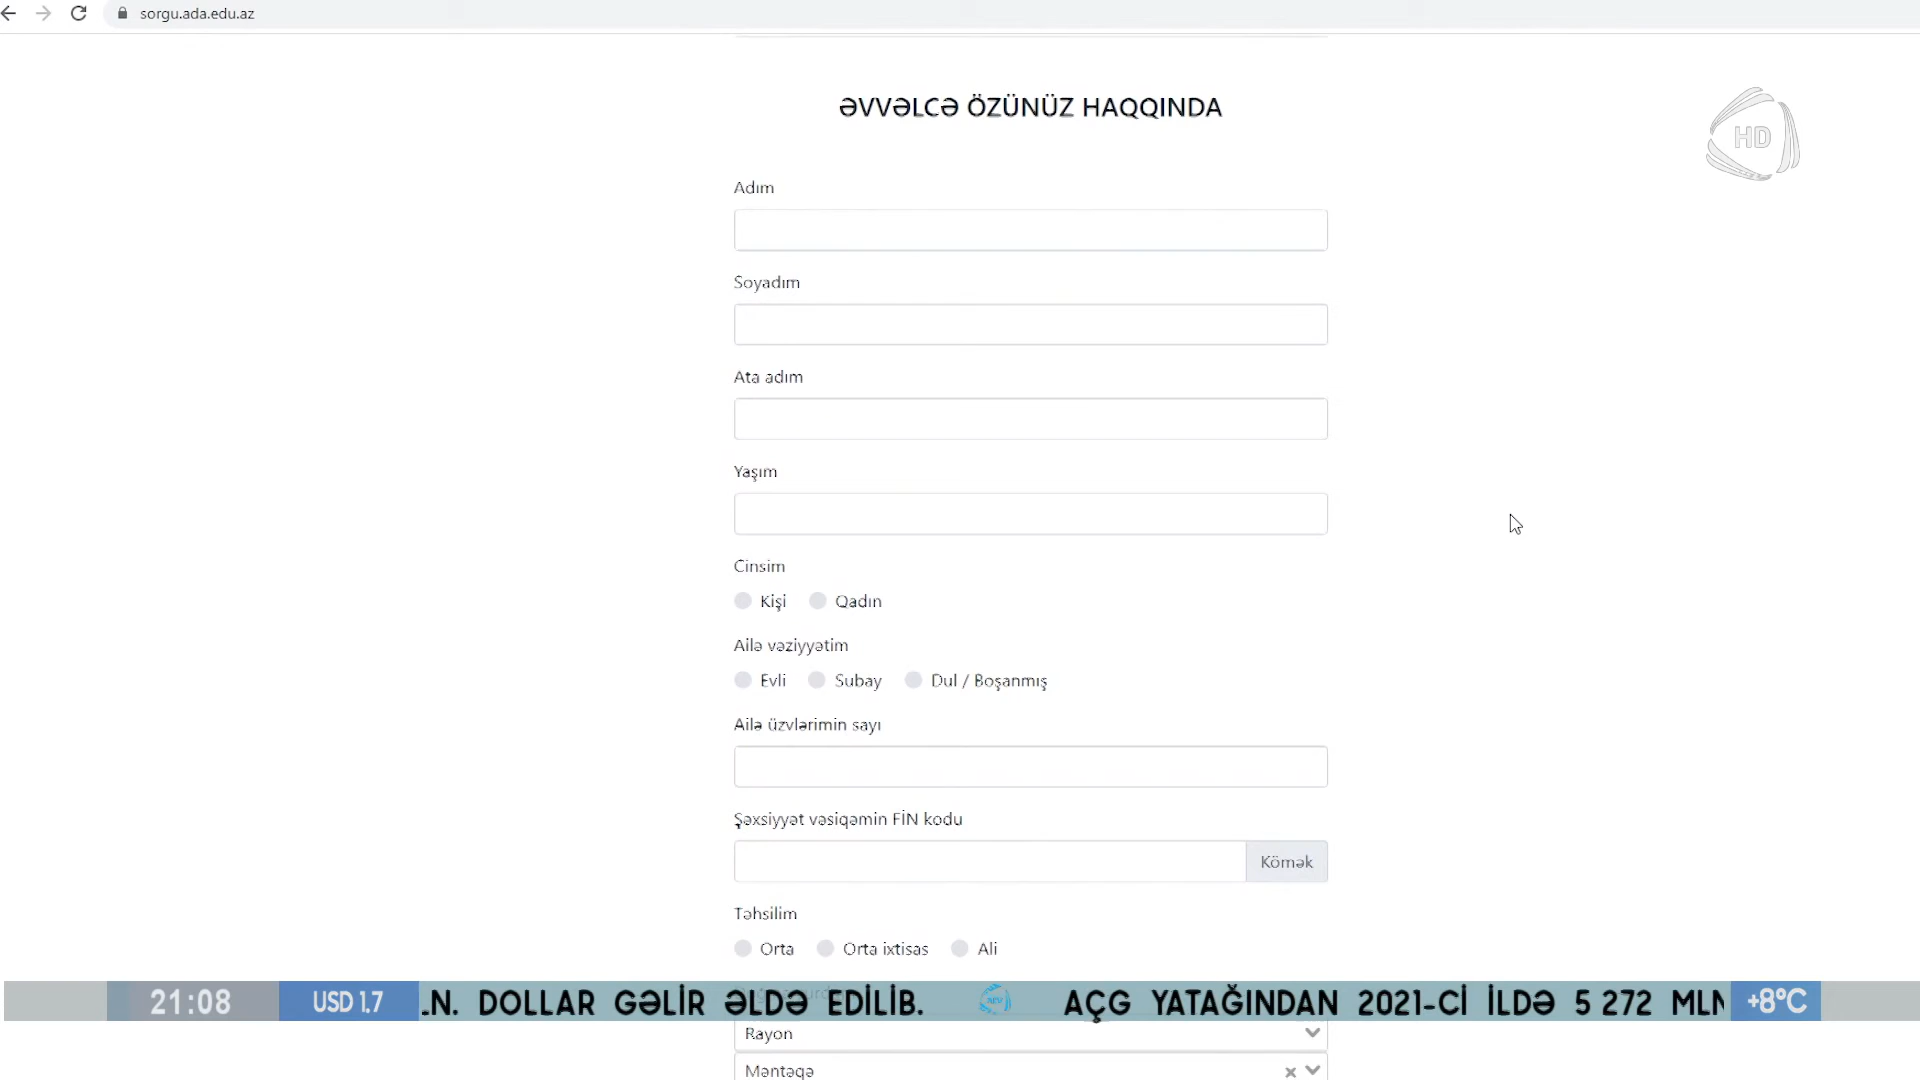 sorgu.ada.edu.az
ƏVVƏLCƏ ÖZÜNÜZ HAQQINDA
HD
Adım
Soyadım
Ata adım
Yaşım
Cinsim
Kişi Qadın
Ailə vəziyyətim
Evli Subay Dul / Boşanmış
Ailə üzvlərimin sayı
Şəxsiyyət vəsiqəmin FİN kodu
Kömək
Təhsilim
Orta Orta ixtisas Ali
21:08 USD 1.7 .N. DOLLAR GƏLİR ƏLDƏ EDİLİB. AÇG YATAĞINDAN 2021-Cİ İLDƏ 5 272 MLN +8°C
Rayon
Məntəqə